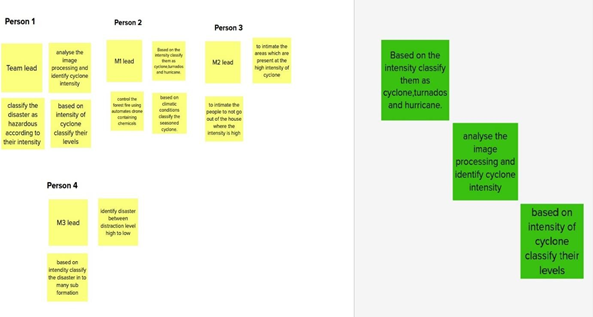 Person 1
Team lead
analyse the
image
processing and
identify cyclone
intensity
classify the
disaster as
hazardous
according to
their intensity
based on
intensity of
cyclone
classify their
levels
Person 2
M1 lead
Based on the
intensity classify
them as
cyclone,turnados
and hurricane.
control the
forest fire using
automates drone
containing
chemicals
based on
climatic
conditions
classify the
seasoned
cyclone.
Person 3
M2 lead
to intimate the
areas which are
present at the
high intensity of
cyclone
to intimate the
people to not go
out of the house
where the
intensity is high
Person 4
M3 lead
identify disaster
between
distraction level
high to low
based on
intendity classify
the disaster in to
many sub
formation
Based on the
intensity classify
them as
cyclone,turnados
and hurricane.
analyse the
image
processing and
identify cyclone
intensity
based on
intensity of
cyclone
classify their
levels